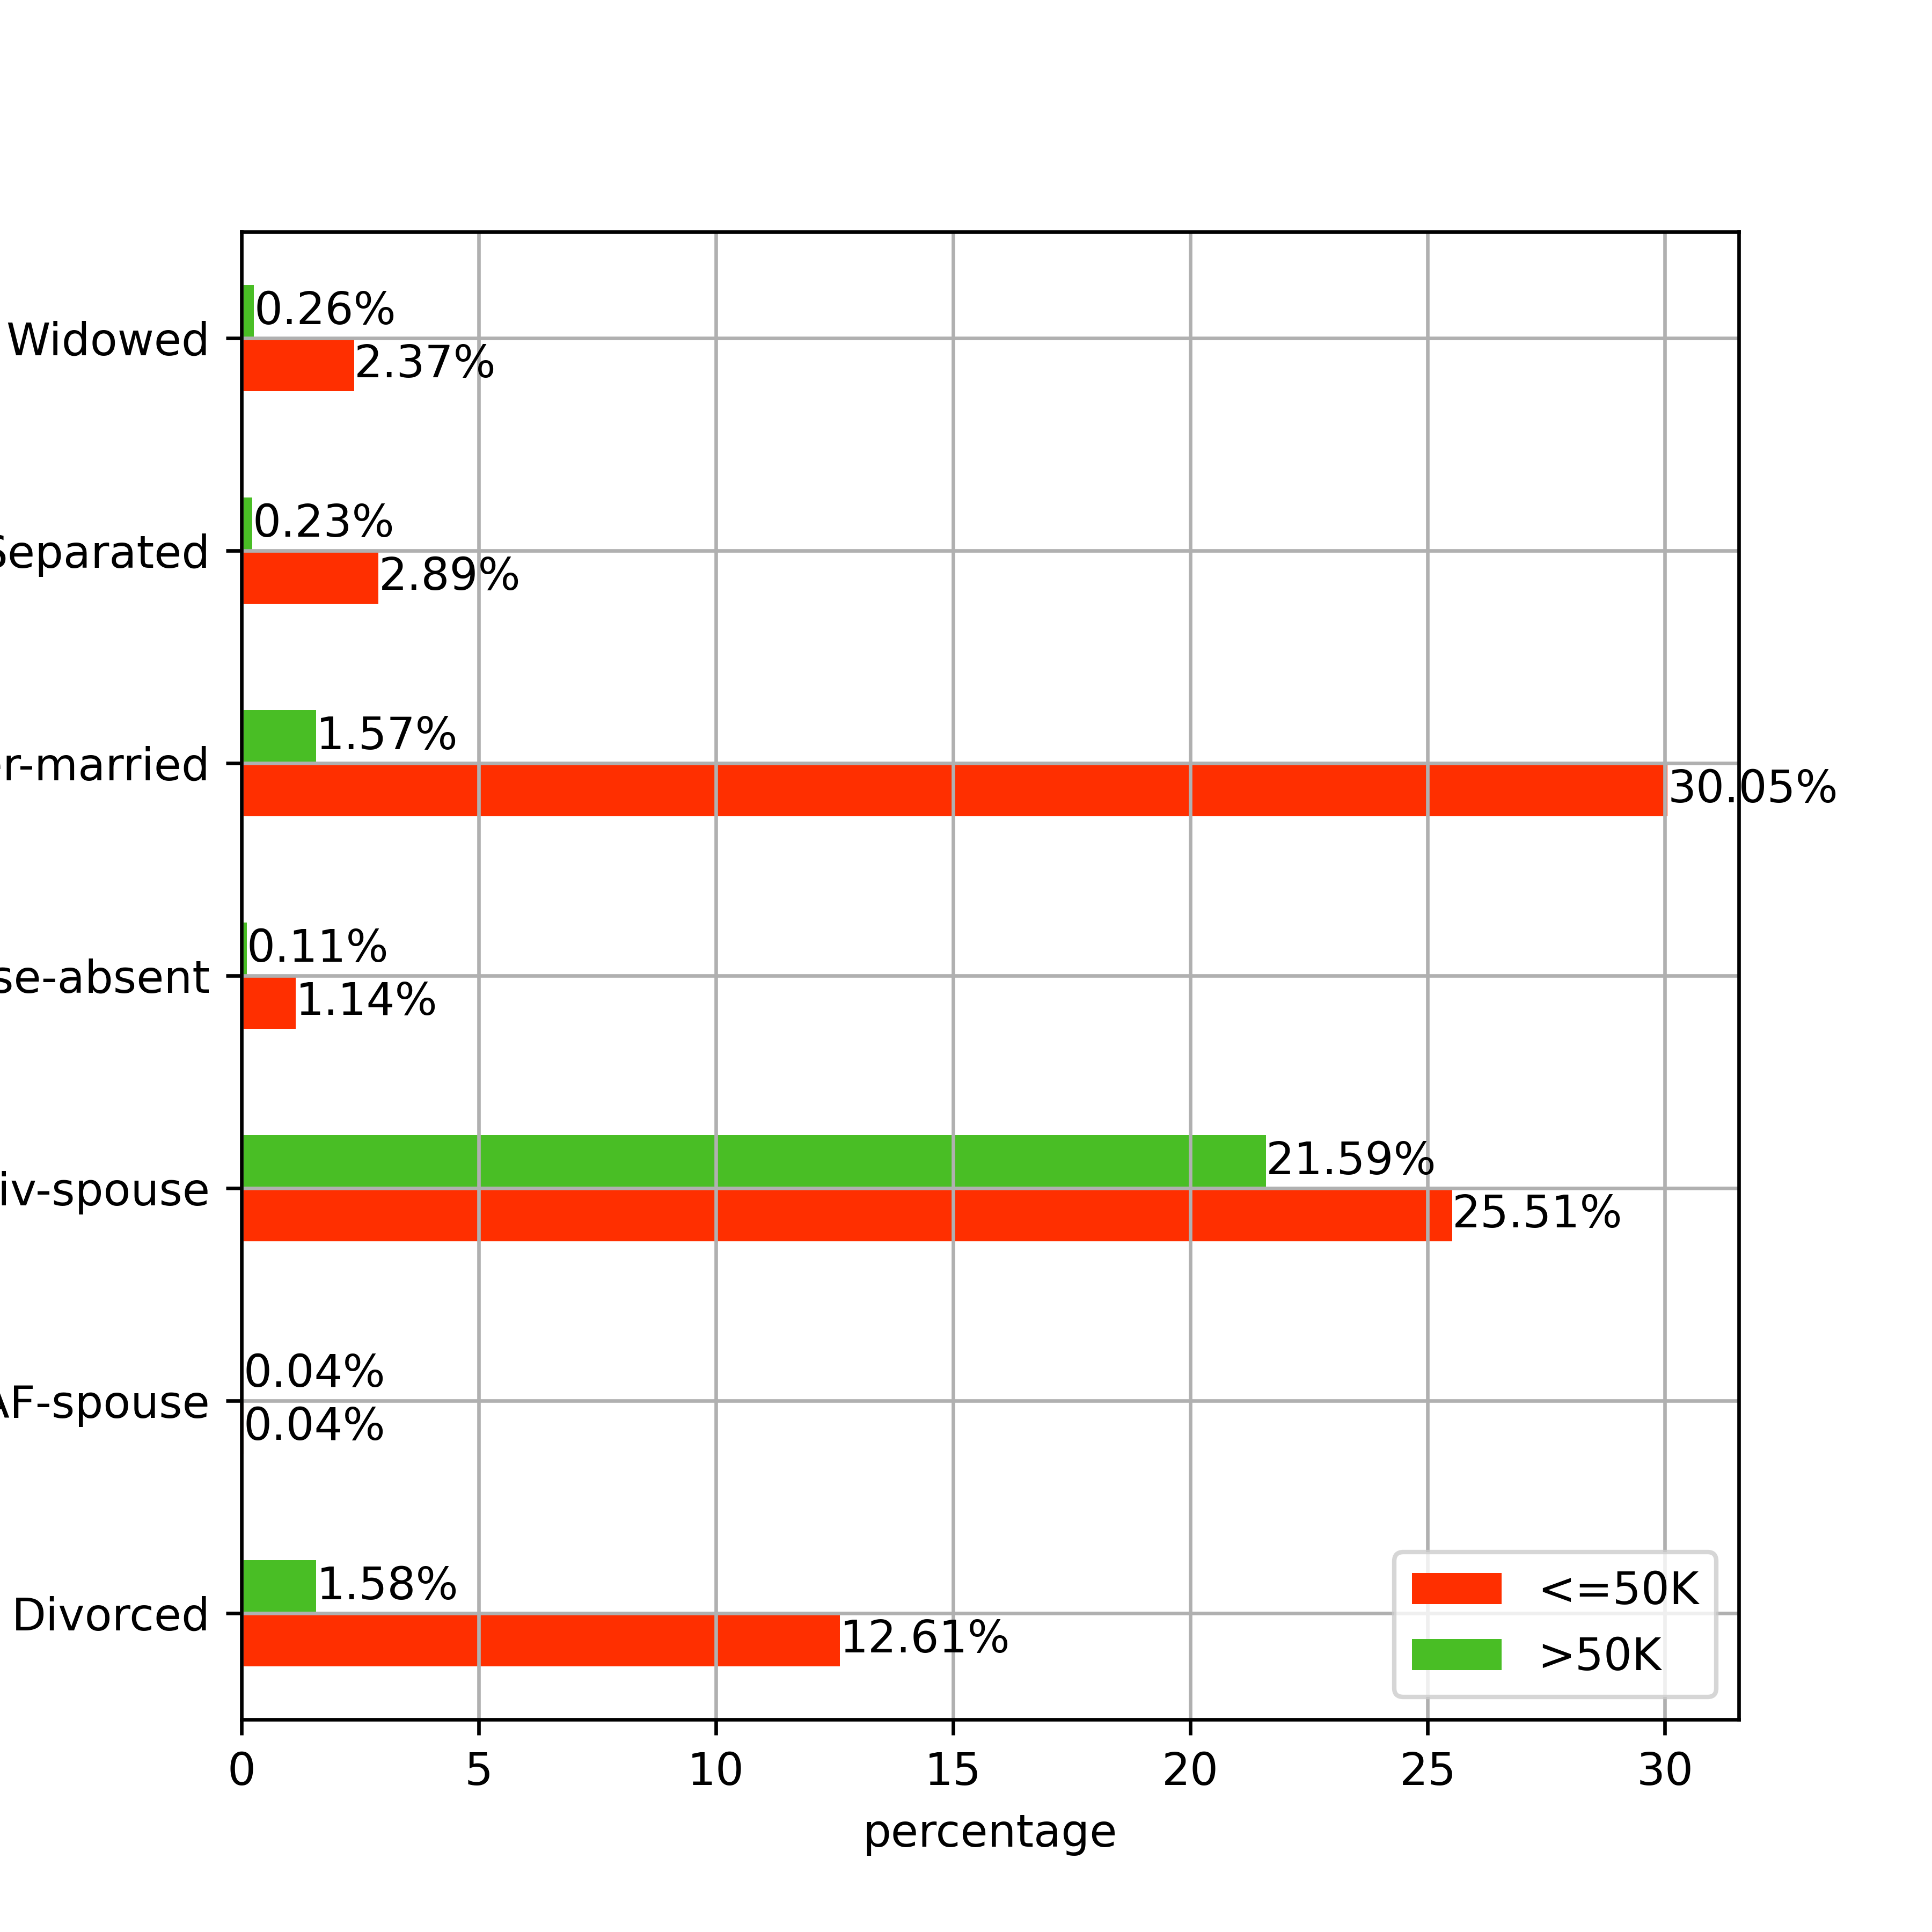 0.26%
Widowed
2.37%
0.23%
Separated
2.89%
1.57%
r-married
30.05%
0.11%
se-absent
1.14%
21.59%
iv-spouse
25.51%
0.04%
AF-spouse
0.04%
1.58%
Divorced
12.61%
<=50K
>50K
0 5 10 15 20 25 30
percentage